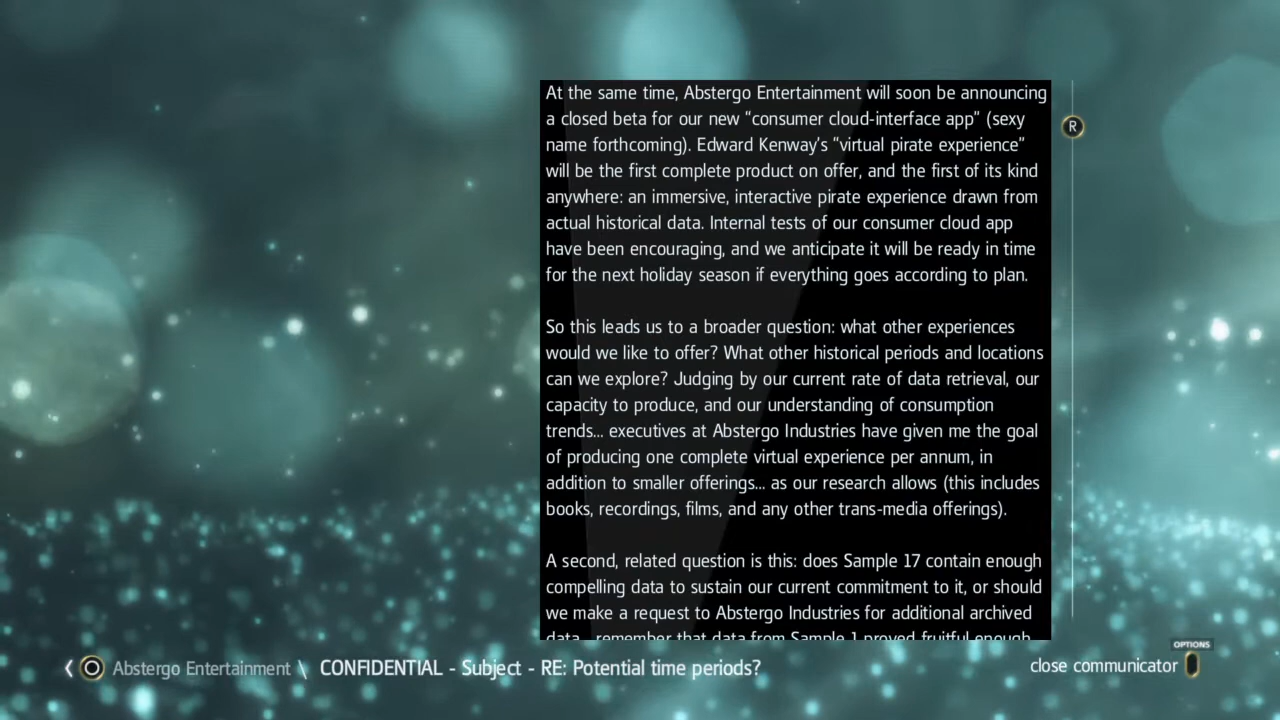 At the same time, Abstergo Entertainment will soon be announcing
a closed beta for our new “consumer cloud-interface app” (sexy
name forthcoming). Edward Kenway’s “virtual pirate experience”
will be the first complete product on offer, and the first of its kind
anywhere: an immersive, interactive pirate experience drawn from
actual historical data. Internal tests of our consumer cloud app
have been encouraging, and we anticipate it will be ready in time
for the next holiday season if everything goes according to plan.
So this leads us to a broader question: what other experiences
would we like to offer? What other historical periods and locations
can we explore? Judging by our current rate of data retrieval, our
capacity to produce, and our understanding of consumption
trends... executives at Abstergo Industries have given me the goal
of producing one complete virtual experience per annum, in
addition to smaller offerings... as our research allows (this includes
books, recordings, films, and any other trans-media offerings).
A second, related question is this: does Sample 17 contain enough
compelling data to sustain our current commitment to it, or should
we make a request to Abstergo Industries for additional archived
data... remember that data from Sample 1 proved fruitful enough
R
OPTIONS
Abstergo Entertainment \ CONFIDENTIAL - Subject - RE: Potential time periods?
close communicator